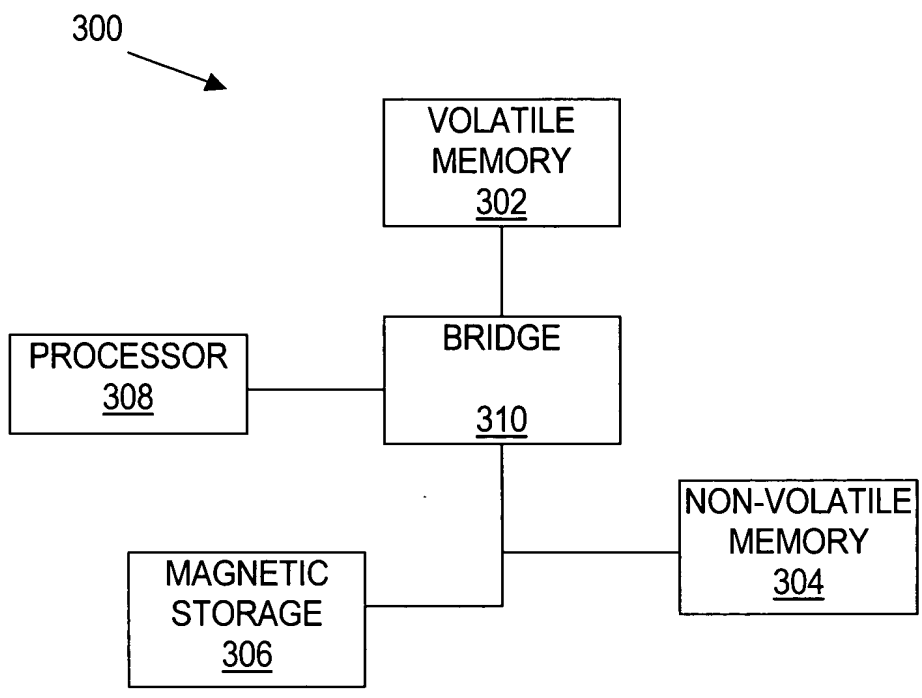 300
VOLATILE
MEMORY
302
BRIDGE
310
PROCESSOR
308
NON-VOLATILE
MEMORY
304
MAGNETIC
STORAGE
306